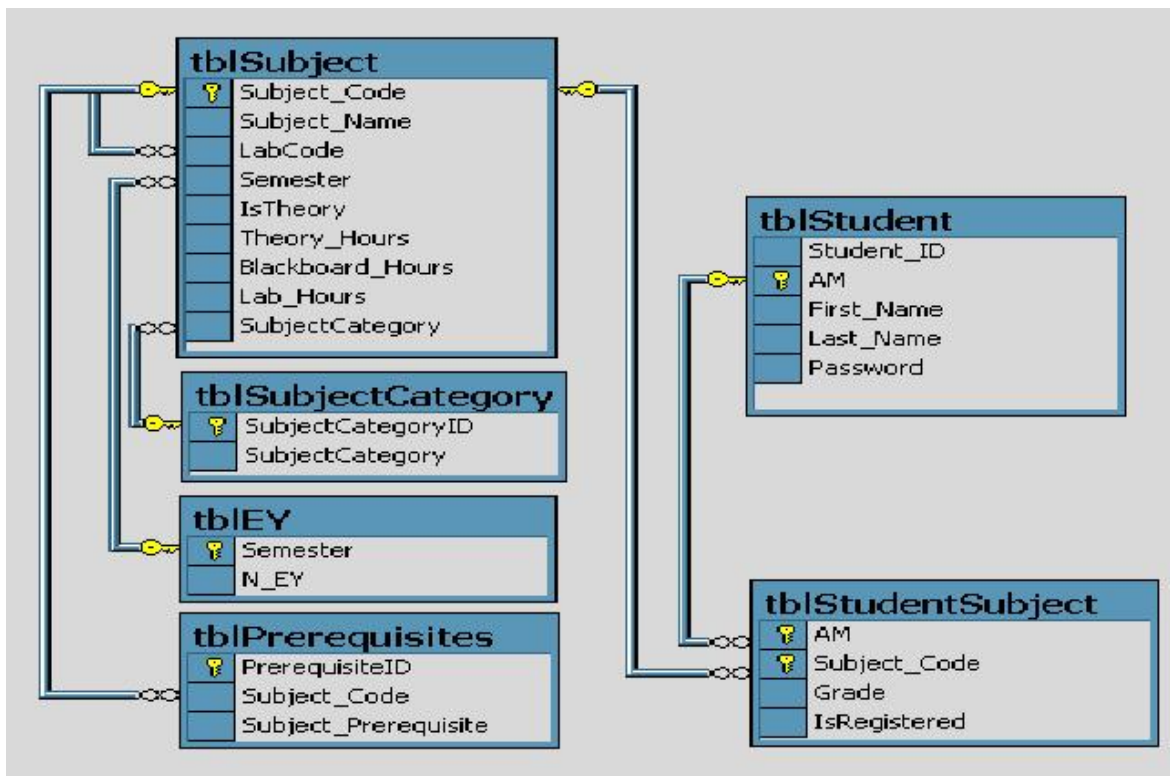 tblSubject
Subject_Code
Subject_Name
LabCode
Semester
IsTheory
Theory_Hours
Blackboard_Hours
Lab_Hours
SubjectCategory
tblSubjectCategory
SubjectCategoryID
SubjectCategory
tblEY
Semester
N_EY
tblPrerequisites
PrerequisiteID
Subject_Code
Subject_Prerequisite
tblStudent
Student_ID
AM
First_Name
Last_Name
Password
tblStudentSubject
AM
Subject_Code
Grade
IsRegistered